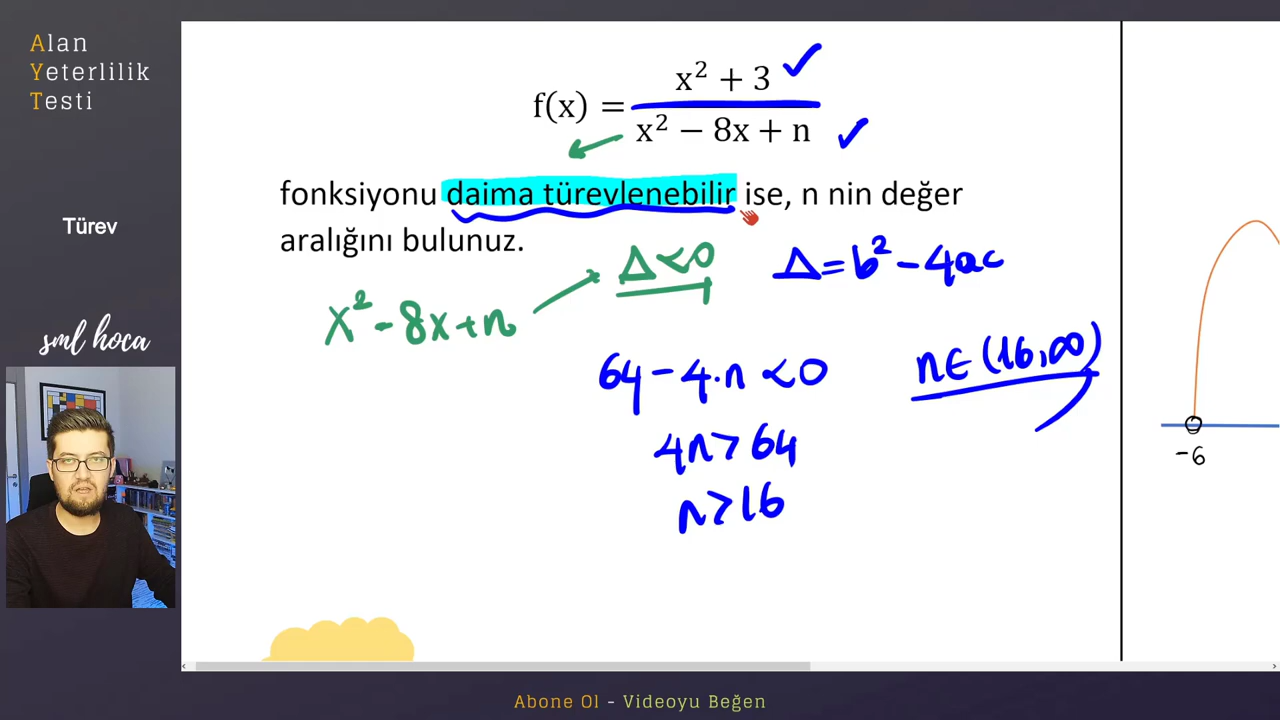 Alan
Yeterlilik
Testi
Türev
sml hoca
f(x) = x² + 3 / x² − 8x + n
fonksiyonu daima türevlenebilir ise, n nin değer
aralığını bulunuz.
Δ<0
Δ=b²-4ac
x²-8x+n
64-4.n<0
n∈(16,∞)
4n>64
n>16
-6
Abone Ol - Videoyu Beğen